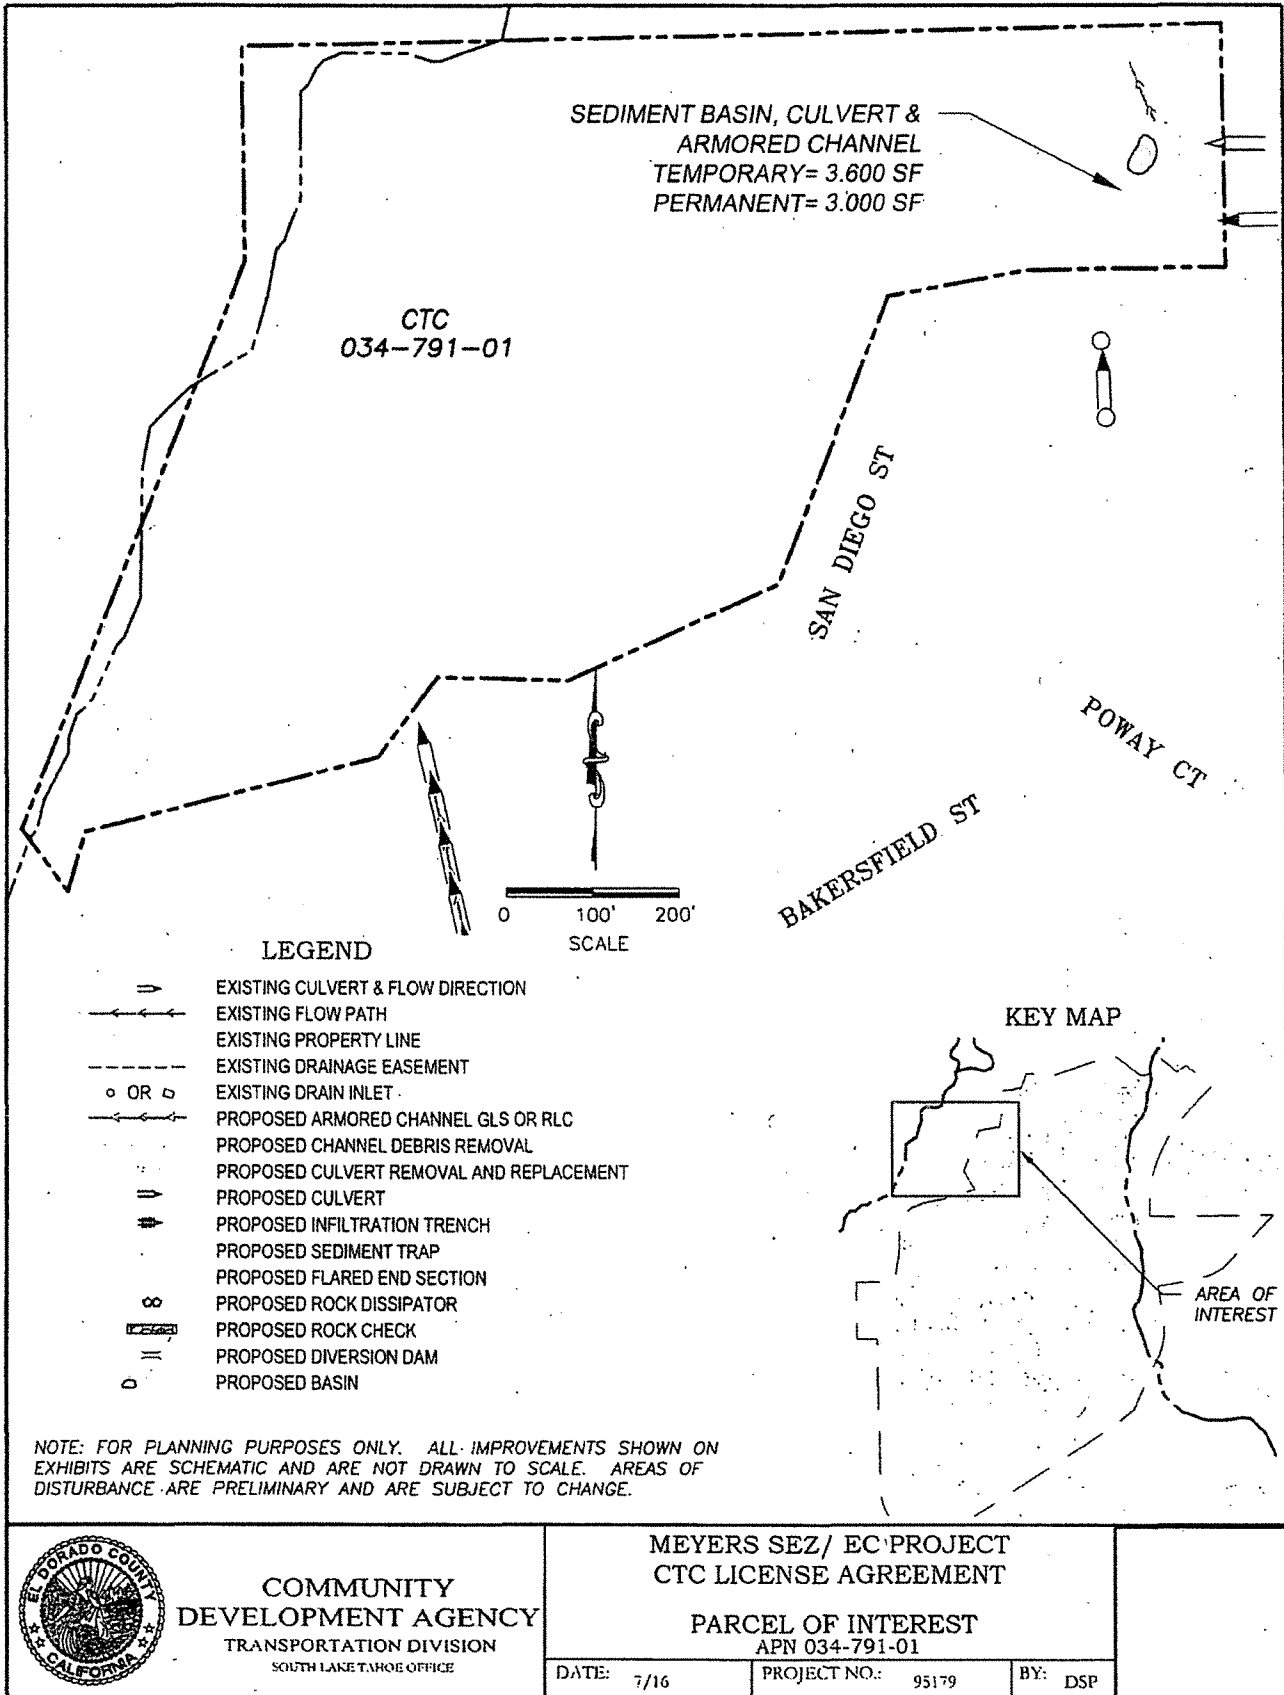 SEDIMENT BASIN, CULVERT &
ARMORED CHANNEL
TEMPORARY= 3.600 SF
PERMANENT= 3.000 SF
CTC
034-791-01
SAN DIEGO ST
POWAY CT
BAKERSFIELD ST
0 100' 200'
SCALE
LEGEND
EXISTING CULVERT & FLOW DIRECTION
EXISTING FLOW PATH
EXISTING PROPERTY LINE
EXISTING DRAINAGE EASEMENT
OR EXISTING DRAIN INLET
PROPOSED ARMORED CHANNEL GLS OR RLC
PROPOSED CHANNEL DEBRIS REMOVAL
PROPOSED CULVERT REMOVAL AND REPLACEMENT
PROPOSED CULVERT
PROPOSED INFILTRATION TRENCH
PROPOSED SEDIMENT TRAP
PROPOSED FLARED END SECTION
PROPOSED ROCK DISSIPATOR
PROPOSED ROCK CHECK
PROPOSED DIVERSION DAM
PROPOSED BASIN
KEY MAP
AREA OF
INTEREST
NOTE: FOR PLANNING PURPOSES ONLY. ALL IMPROVEMENTS SHOWN ON
EXHIBITS ARE SCHEMATIC AND ARE NOT DRAWN TO SCALE. AREAS OF
DISTURBANCE ARE PRELIMINARY AND ARE SUBJECT TO CHANGE.
EL DORADO COUNTY
CALIFORNIA
COMMUNITY
DEVELOPMENT AGENCY
TRANSPORTATION DIVISION
SOUTH LAKE TAHOE OFFICE
MEYERS SEZ/ EC PROJECT
CTC LICENSE AGREEMENT
PARCEL OF INTEREST
APN 034-791-01
DATE: 7/16
PROJECT NO.: 95179
BY: DSP